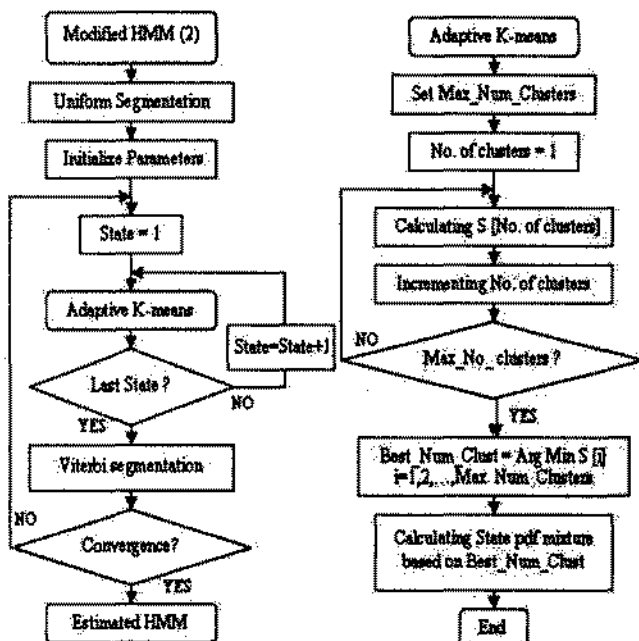 Modified HMM (2)
Uniform Segmentation
Initialize Parameters
State = 1
Adaptive K-means
State=State+1
Last State ?
NO
YES
Viterbi segmentation
NO
Convergence?
YES
Estimated HMM
Adaptive K-means
Set Max_Num_Clusters
No. of clusters = 1
Calculating S [No. of clusters]
Incrementing No. of clusters
NO
Max_No_ clusters ?
YES
Best_Num_Clust = Arg Min S [i]
i=1,2,...,Max_Num_Clusters
Calculating State pdf mixture
based on Best_Num_Clust
End